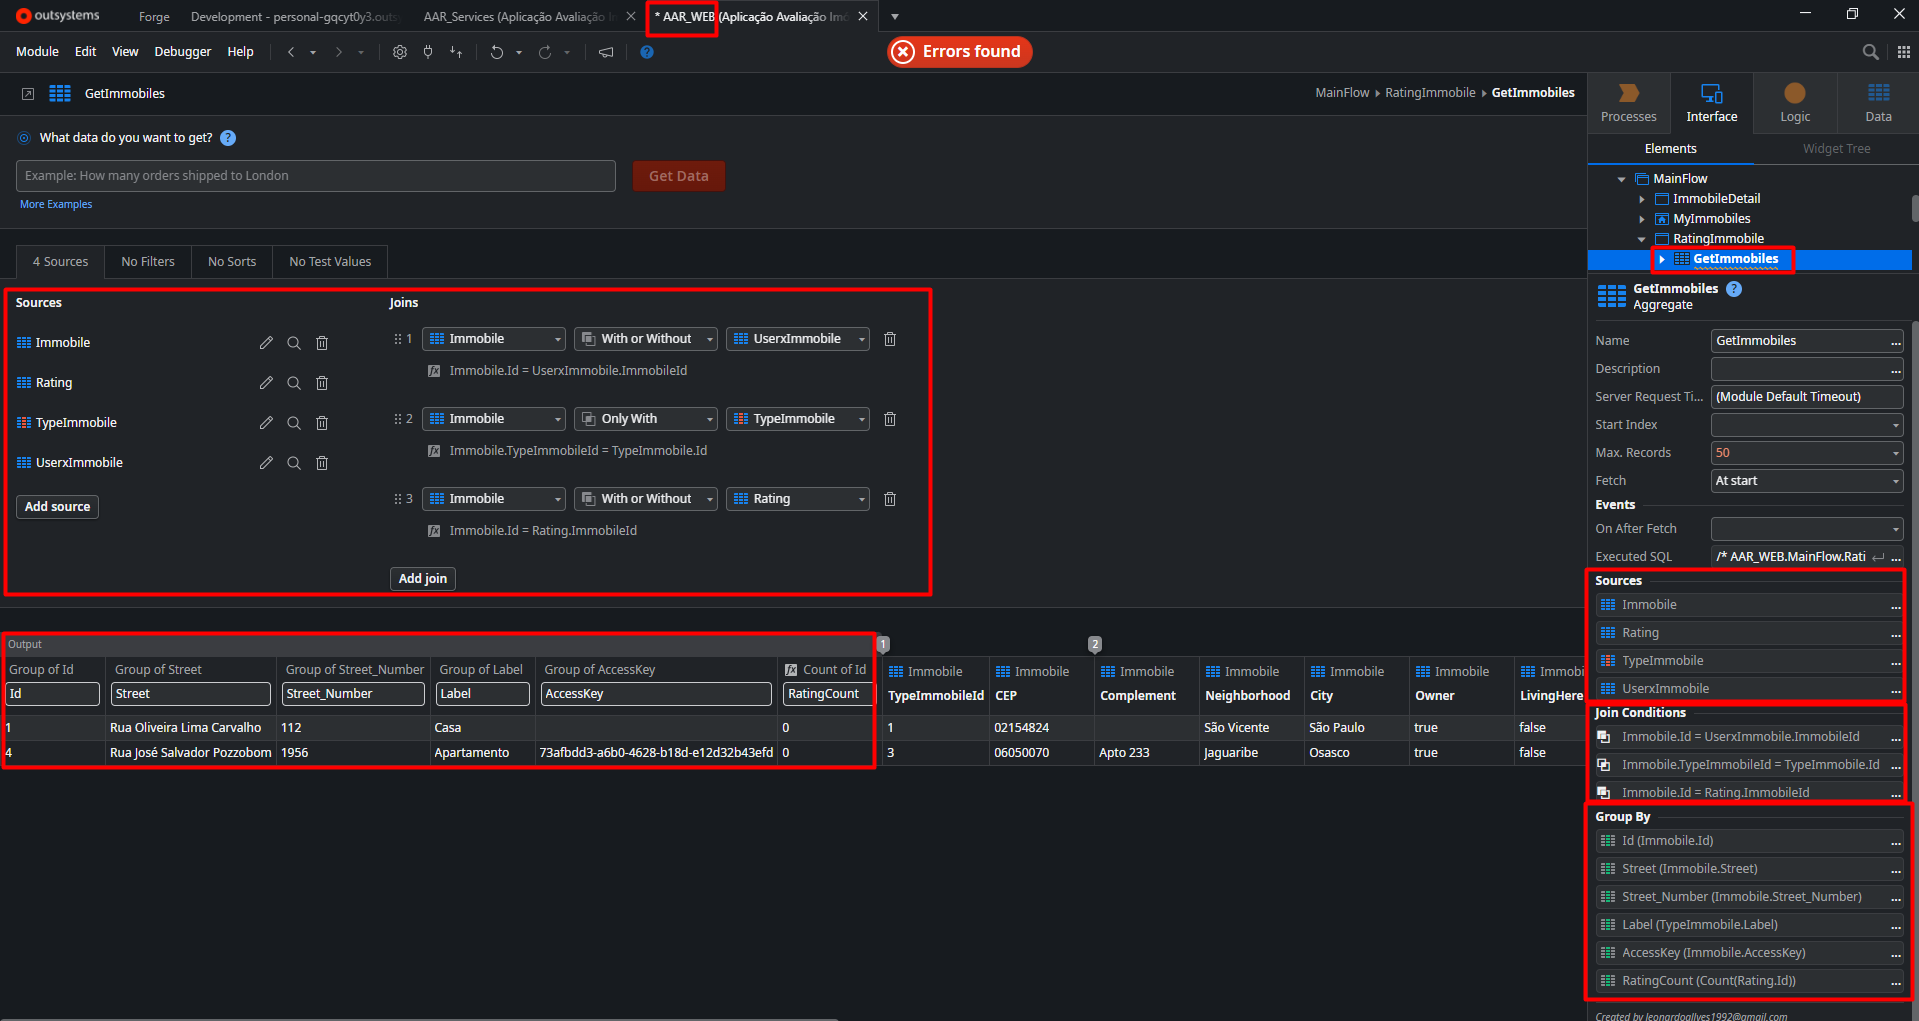 outsystems
Forge
Development - personal-gqcyt0y3.outs
AAR_Services (Aplicação Avaliação I
* AAR_WEB (Aplicação Avaliação Imó
Module Edit View Debugger Help
Errors found
GetImmobiles
MainFlow RatingImmobile GetImmobiles
What data do you want to get? ?
Example: How many orders shipped to London
Get Data
More Examples
4 Sources No Filters No Sorts No Test Values
Sources
Immobile
Rating
TypeImmobile
UserxImmobile
Add source
Joins
1 Immobile With or Without UserxImmobile
Immobile.Id = UserxImmobile.ImmobileId
2 Immobile Only With TypeImmobile
Immobile.TypeImmobileId = TypeImmobile.Id
3 Immobile With or Without Rating
Immobile.Id = Rating.ImmobileId
Add join
Output 1 2
Group of Id Group of Street Group of Street_Number Group of Label Group of AccessKey Count of Id Immobile Immobile Immobile Immobile Immobile Immobile Immobi
Id Street Street_Number Label AccessKey RatingCount TypeImmobileId CEP Complement Neighborhood City Owner LivingHere
1 Rua Oliveira Lima Carvalho 112 Casa 0 1 02154824 São Vicente São Paulo true false
4 Rua José Salvador Pozzobom 1956 Apartamento 73afbdd3-a6b0-4628-b18d-e12d32b43efd 0 3 06050070 Apto 233 Jaguaribe Osasco true false
Processes Interface Logic Data
Elements Widget Tree
MainFlow
ImmobileDetail
MyImmobiles
RatingImmobile
GetImmobiles
GetImmobiles ?
Aggregate
Name GetImmobiles ...
Description ...
Server Request Ti... (Module Default Timeout)
Start Index
Max. Records 50
Fetch At start
Events
On After Fetch
Executed SQL /* AAR_WEB.MainFlow.Rati ...
Sources
Immobile ...
Rating ...
TypeImmobile ...
UserxImmobile ...
Join Conditions
Immobile.Id = UserxImmobile.ImmobileId ...
Immobile.TypeImmobileId = TypeImmobile.Id ...
Immobile.Id = Rating.ImmobileId ...
Group By
Id (Immobile.Id) ...
Street (Immobile.Street) ...
Street_Number (Immobile.Street_Number) ...
Label (TypeImmobile.Label) ...
AccessKey (Immobile.AccessKey) ...
RatingCount (Count(Rating.Id)) ...
Created by leonardoallves1992@gmail.com